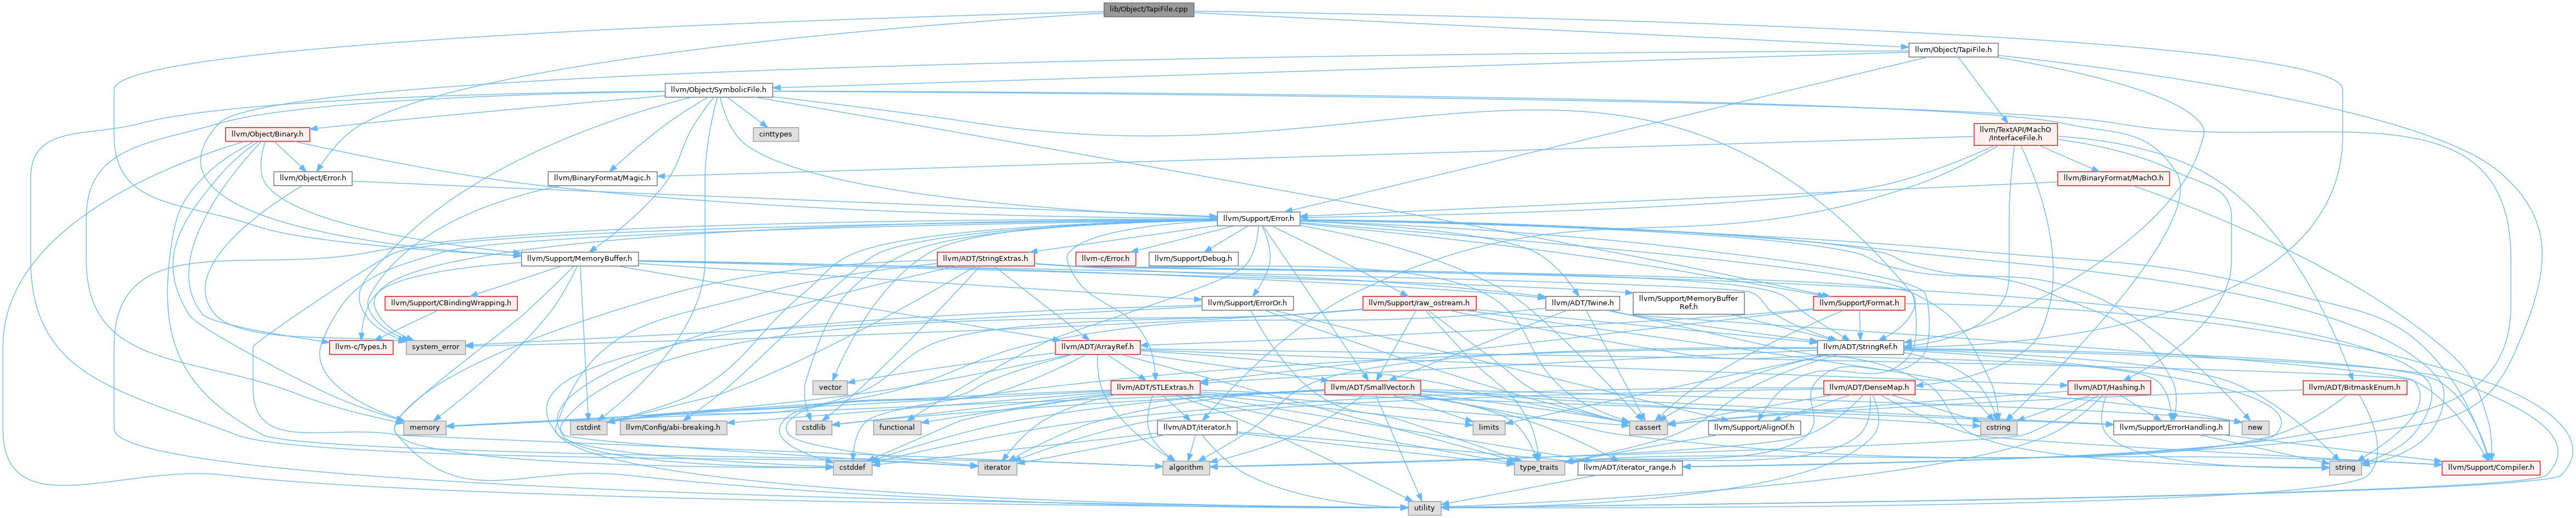 lib/Object/TapiFile.cpp
llvm/Object/TapiFile.h
llvm/Object/SymbolicFile.h
llvm/Object/Binary.h
cinttypes
llvm/TextAPI/MachO
/InterfaceFile.h
llvm/Object/Error.h
llvm/BinaryFormat/Magic.h
llvm/BinaryFormat/MachO.h
llvm/Support/Error.h
llvm/Support/MemoryBuffer.h
llvm/ADT/StringExtras.h
llvm-c/Error.h
llvm/Support/Debug.h
llvm/Support/CBindingWrapping.h
llvm/Support/ErrorOr.h
llvm/Support/raw_ostream.h
llvm/ADT/Twine.h
llvm/Support/MemoryBuffer
Ref.h
llvm/Support/Format.h
llvm-c/Types.h
system_error
llvm/ADT/ArrayRef.h
llvm/ADT/StringRef.h
vector
llvm/ADT/STLExtras.h
llvm/ADT/SmallVector.h
llvm/ADT/DenseMap.h
llvm/ADT/Hashing.h
llvm/ADT/BitmaskEnum.h
memory
cstdint
llvm/Config/abi-breaking.h
cstdlib
functional
llvm/ADT/iterator.h
limits
cassert
llvm/Support/AlignOf.h
cstring
llvm/Support/ErrorHandling.h
new
cstddef
iterator
algorithm
type_traits
llvm/ADT/iterator_range.h
string
llvm/Support/Compiler.h
utility